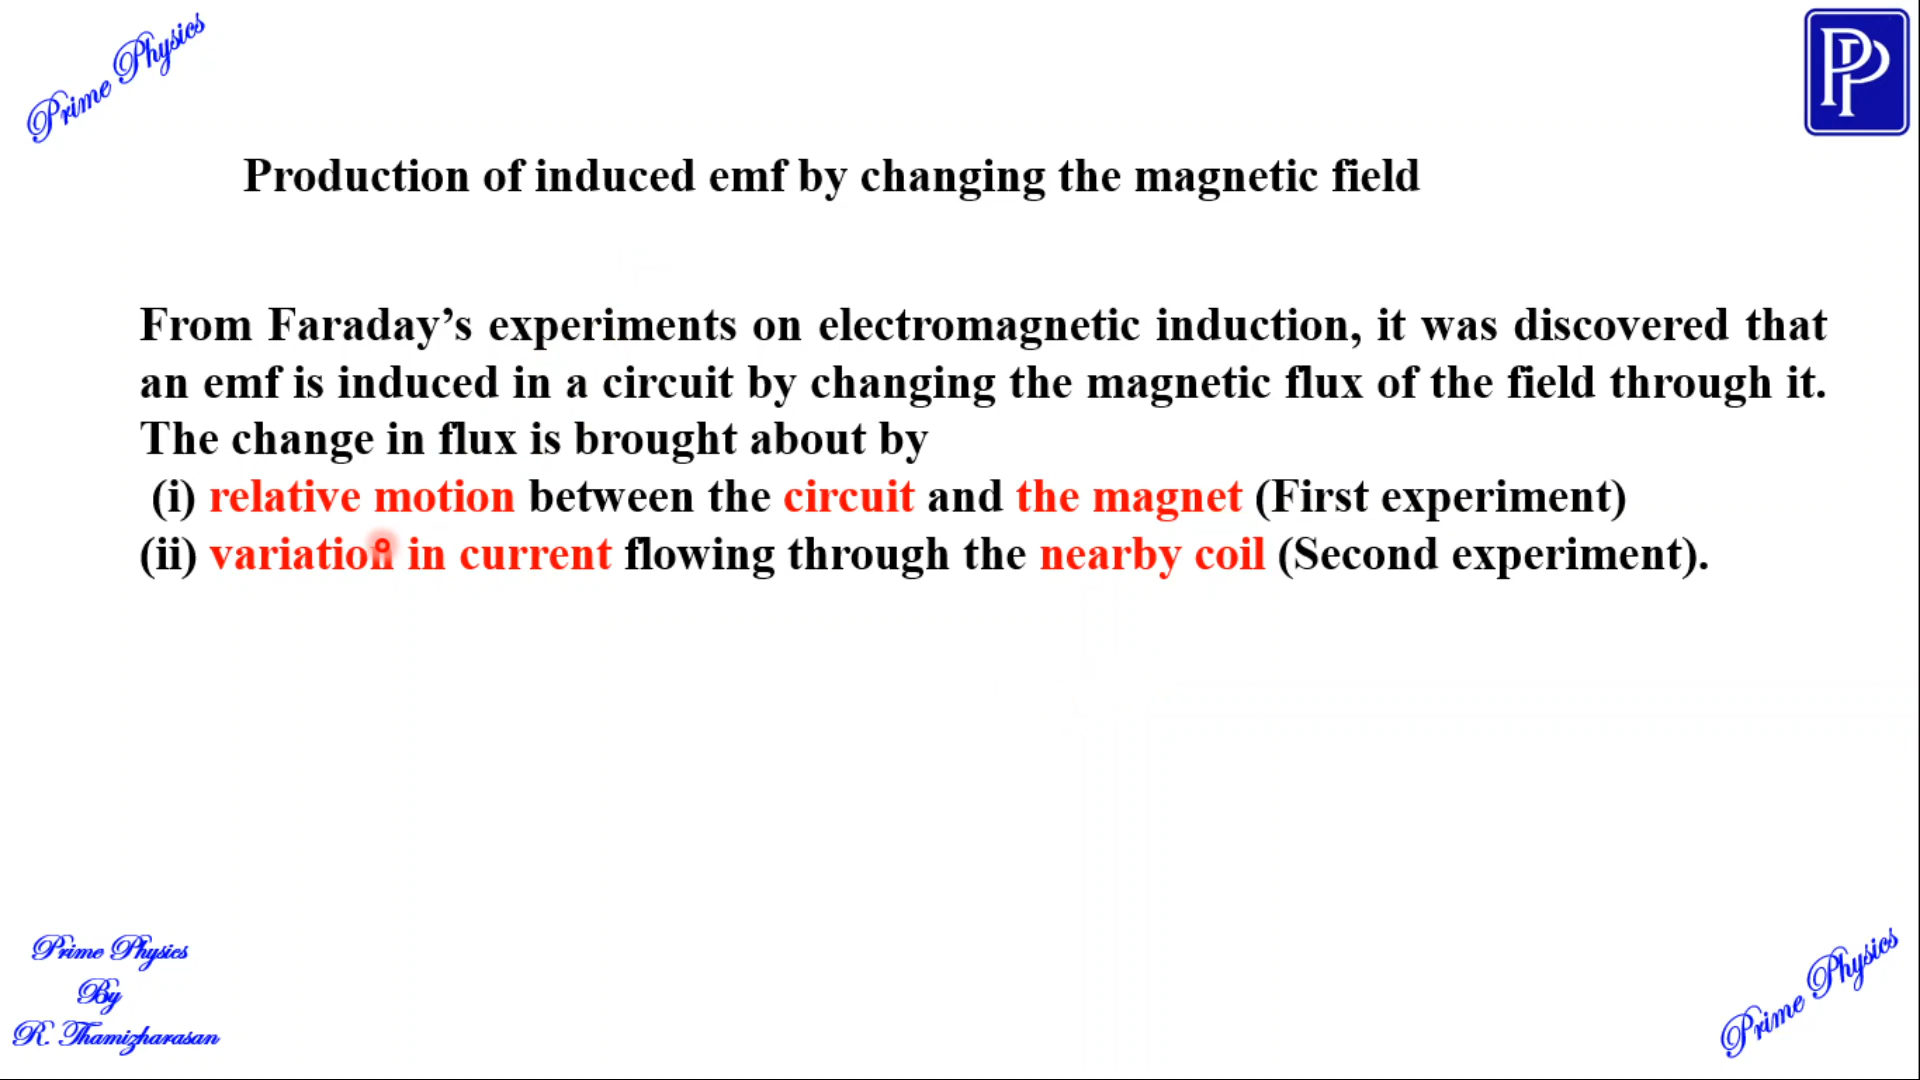 Prime Physics
PP
Production of induced emf by changing the magnetic field
From Faraday’s experiments on electromagnetic induction, it was discovered that
an emf is induced in a circuit by changing the magnetic flux of the field through it.
The change in flux is brought about by
(i) relative motion between the circuit and the magnet (First experiment)
(ii) variation in current flowing through the nearby coil (Second experiment).
Prime Physics
By
R. Thamizharasan
Prime Physics